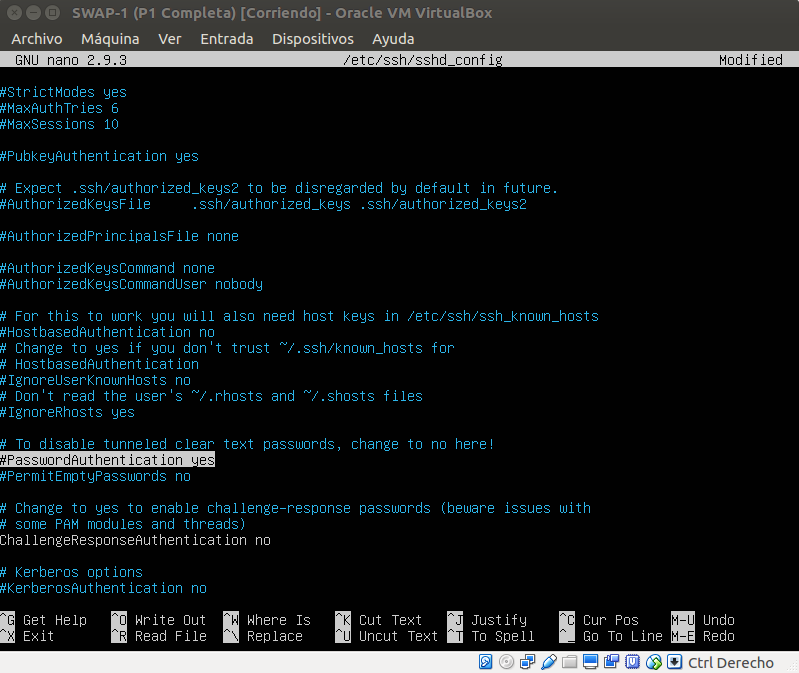 SWAP-1 (P1 Completa) [Corriendo] - Oracle VM VirtualBox
Archivo Máquina Ver Entrada Dispositivos Ayuda
GNU nano 2.9.3 /etc/ssh/sshd_config Modified
#StrictModes yes
#MaxAuthTries 6
#MaxSessions 10
#PubkeyAuthentication yes
# Expect .ssh/authorized_keys2 to be disregarded by default in future.
#AuthorizedKeysFile .ssh/authorized_keys .ssh/authorized_keys2
#AuthorizedPrincipalsFile none
#AuthorizedKeysCommand none
#AuthorizedKeysCommandUser nobody
# For this to work you will also need host keys in /etc/ssh/ssh_known_hosts
#HostbasedAuthentication no
# Change to yes if you don't trust ~/.ssh/known_hosts for
# HostbasedAuthentication
#IgnoreUserKnownHosts no
# Don't read the user's ~/.rhosts and ~/.shosts files
#IgnoreRhosts yes
# To disable tunneled clear text passwords, change to no here!
#PasswordAuthentication yes
#PermitEmptyPasswords no
# Change to yes to enable challenge-response passwords (beware issues with
# some PAM modules and threads)
ChallengeResponseAuthentication no
# Kerberos options
#KerberosAuthentication no
^G Get Help ^O Write Out ^W Where Is ^K Cut Text ^J Justify ^C Cur Pos M-U Undo
^X Exit ^R Read File ^\ Replace ^U Uncut Text ^T To Spell ^_ Go To Line M-E Redo
Ctrl Derecho